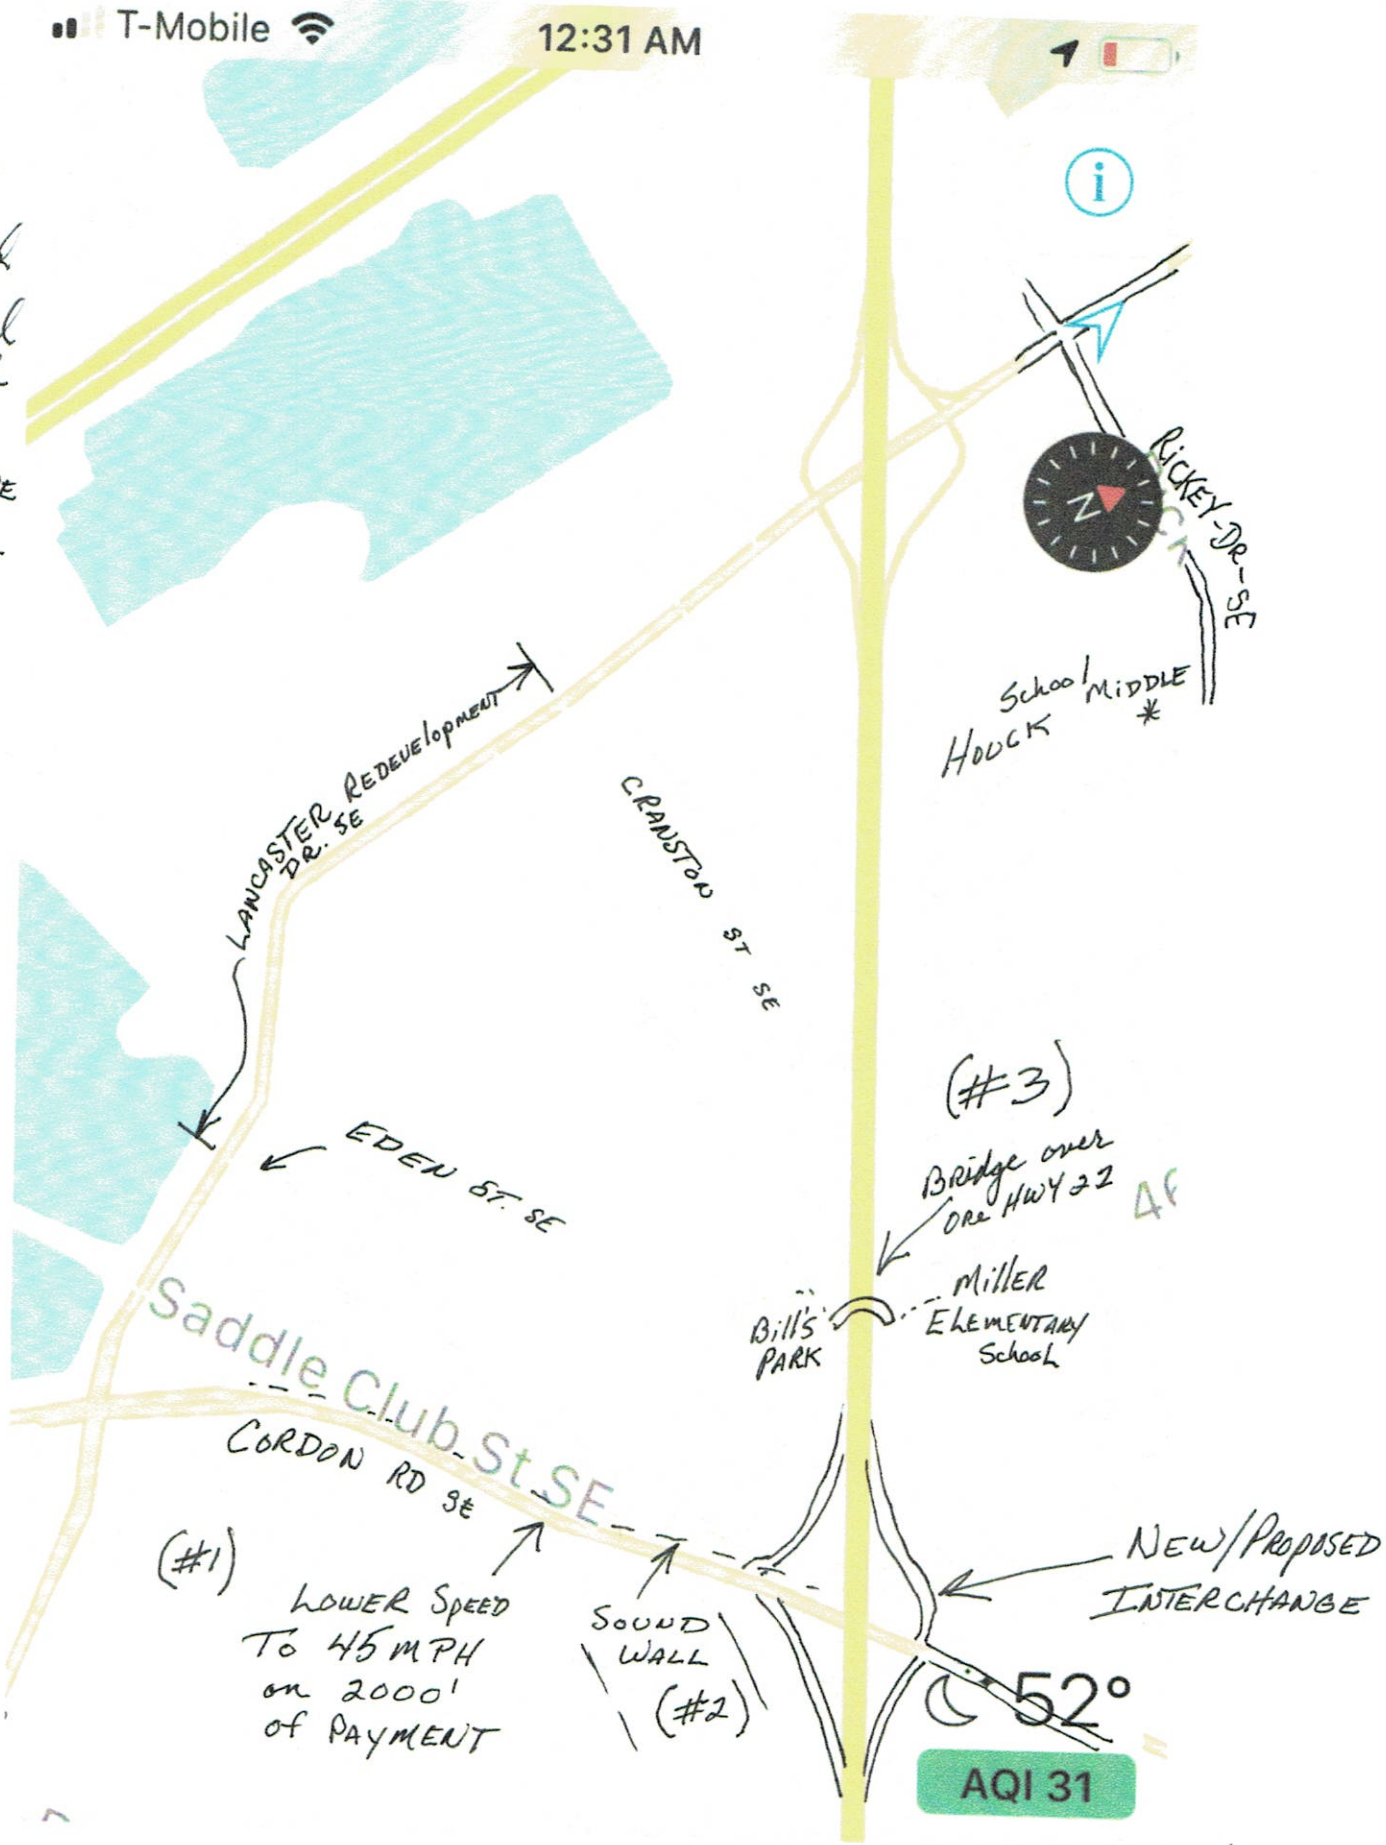 T-Mobile
12:31 AM
i
N
RICKEY-DR-SE
School MIDDLE
HOUCK *
LANCASTER REDEVElopMENT
DR. SE
CRANSTON ST SE
(#3)
BRidge over
ORe HWY 22
EDEN ST. SE
Bill's
PARK
MillER
ELEMENTARY
School
Saddle Club St SE
CORDON RD SE
(#1)
LOWER SpEED
To 45 MPH
on 2000'
of PAYMENT
SOUND
WALL
(#2)
NEW/PROPOSED
INTERCHANGE
52°
AQI 31